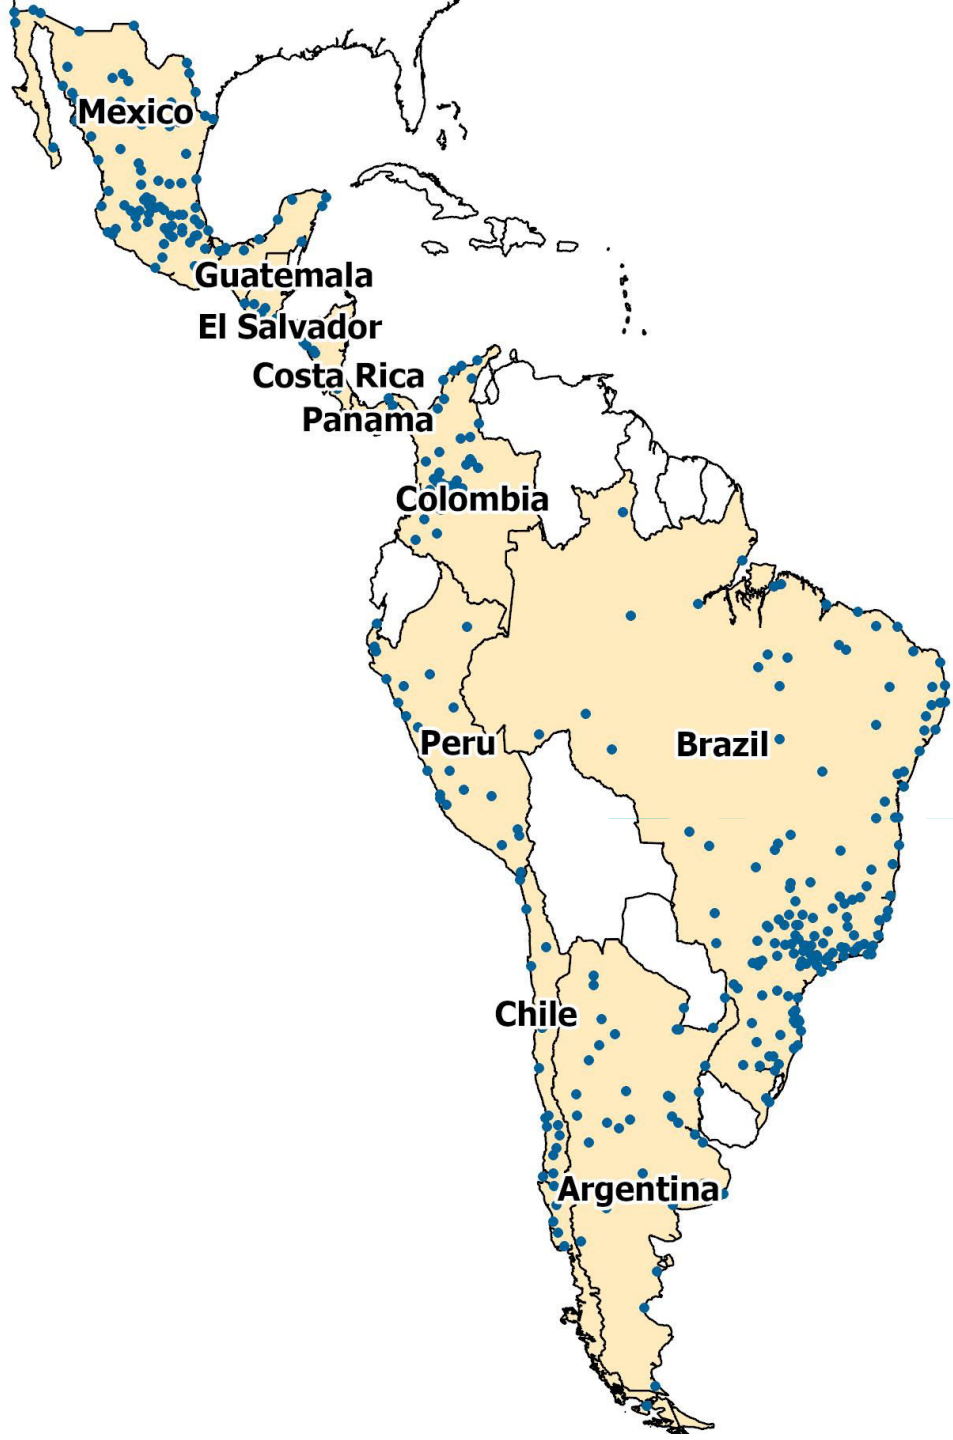 Mexico
Guatemala
El Salvador
Costa Rica
Panama
Colombia
Peru
Brazil
Chile
Argentina